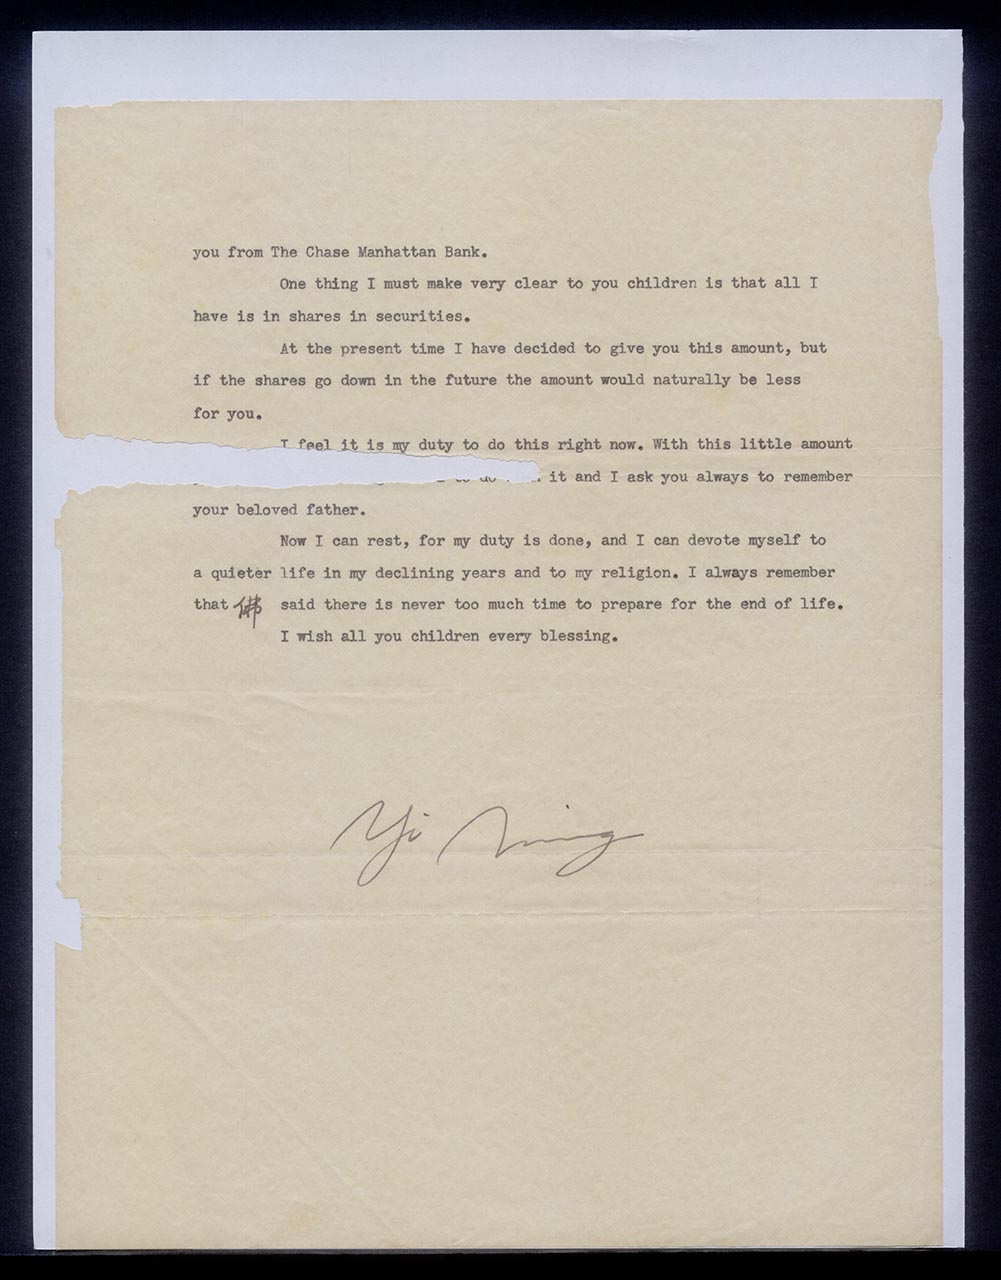 you from The Chase Manhattan Bank.
One thing I must make very clear to you children is that all I
have is in shares in securities.
At the present time I have decided to give you this amount, but
if the shares go down in the future the amount would naturally be less
for you.
I feel it is my duty to do this right now. With this little amount
it and I ask you always to remember
your beloved father.
Now I can rest, for my duty is done, and I can devote myself to
a quieter life in my declining years and to my religion. I always remember
that 佛 said there is never too much time to prepare for the end of life.
I wish all you children every blessing.
Yi Ning